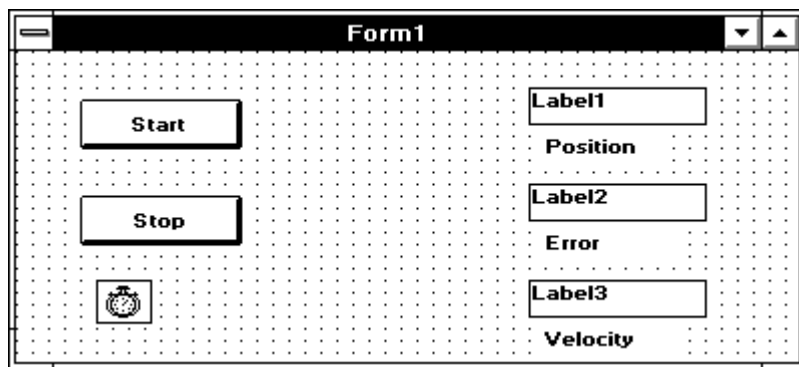 Form1
Start
Stop
Label1
Position
Label2
Error
Label3
Velocity